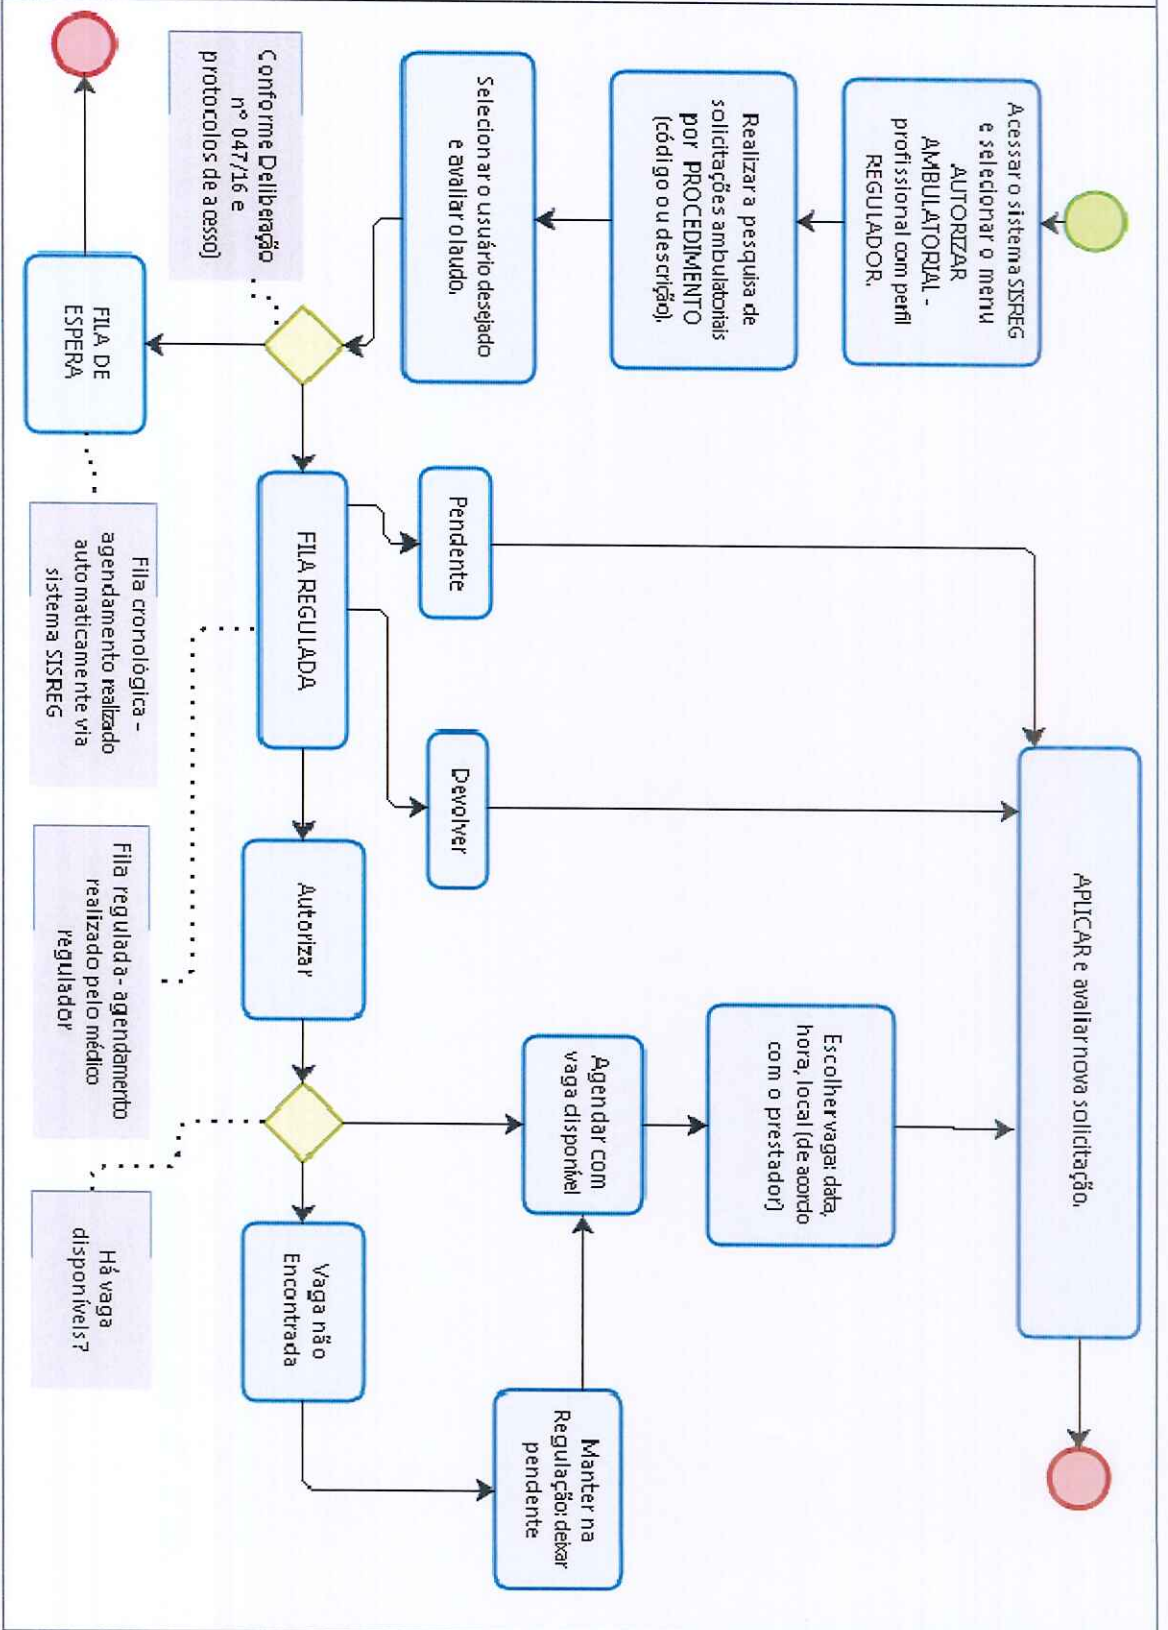 Acessar o sistema SISREG
e selecionar o menu
AUTORIZAR
AMBULATORIAL -
profissional com perfil
REGULADOR.
Realizar a pesquisa de
solicitações ambulatoriais
por PROCEDIMENTO
(código ou descrição).
Selecionar o usuário desejado
e avaliar o laudo.
Conforme Deliberação
nº 047/16 e
protocolos de acesso)
FILA DE
ESPERA
Fila cronológica -
agendamento realizado
automaticamente via
sistema SISREG
FILA REGULADA
Fila regulada- agendamento
realizado pelo médico
regulador
Pendente
Devolver
Autorizar
Há vaga
disponíveis?
Vaga não
Encontrada
Manter na
Regulação: deixar
pendente
Agendar com
vaga disponível
Escolher vaga: data,
hora, local (de acordo
com o prestador)
APLICAR e avaliar nova solicitação.